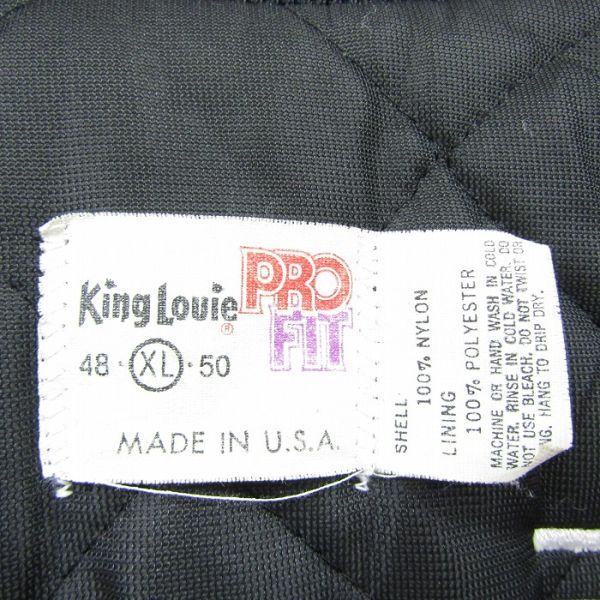 King Louie®
PRO
FIT
48 · XL · 50
MADE IN U.S.A.
SHELL
100% NYLON
LINING
100% POLYESTER
MACHINE OR HAND WASH IN COLD
WATER. RINSE IN COLD WATER. DO
NOT USE BLEACH. DO NOT TWIST OR
HANG TO DRIP DRY.